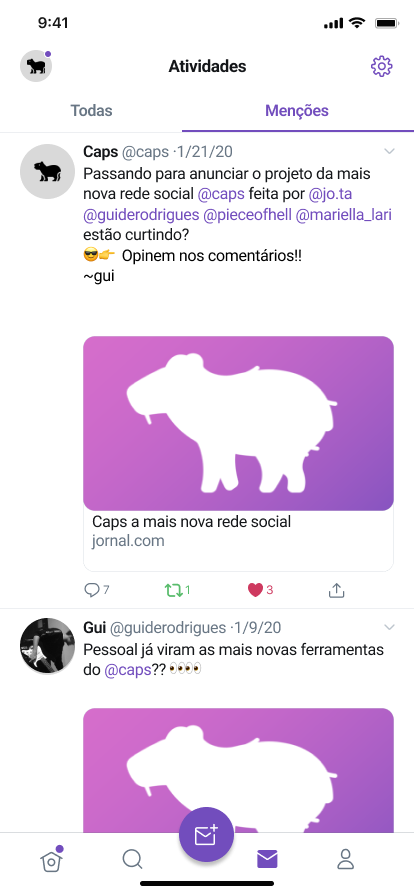 9:41
Atividades
Todas
Menções
Caps @caps ·1/21/20
Passando para anunciar o projeto da mais
nova rede social @caps feita por @jo.ta
@guiderodrigues @pieceofhell @mariella_lari
estão curtindo?
😎👉 Opinem nos comentários!!
~gui
Caps a mais nova rede social
jornal.com
7
1
3
Gui @guiderodrigues ·1/9/20
Pessoal já viram as mais novas ferramentas
do @caps?? 👀👀